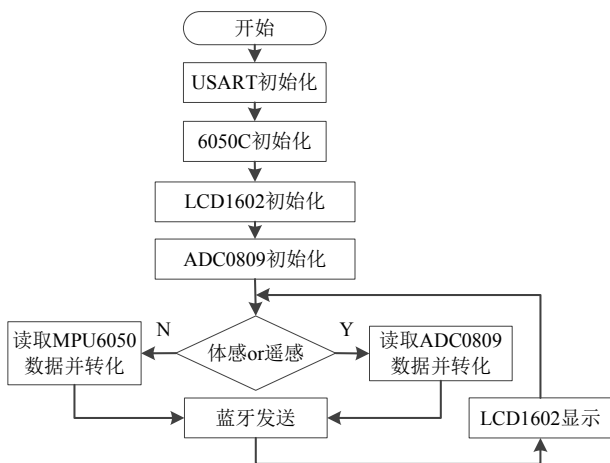 开始
USART初始化
6050C初始化
LCD1602初始化
ADC0809初始化
N
体感or遥感
Y
读取MPU6050
数据并转化
读取ADC0809
数据并转化
蓝牙发送
LCD1602显示